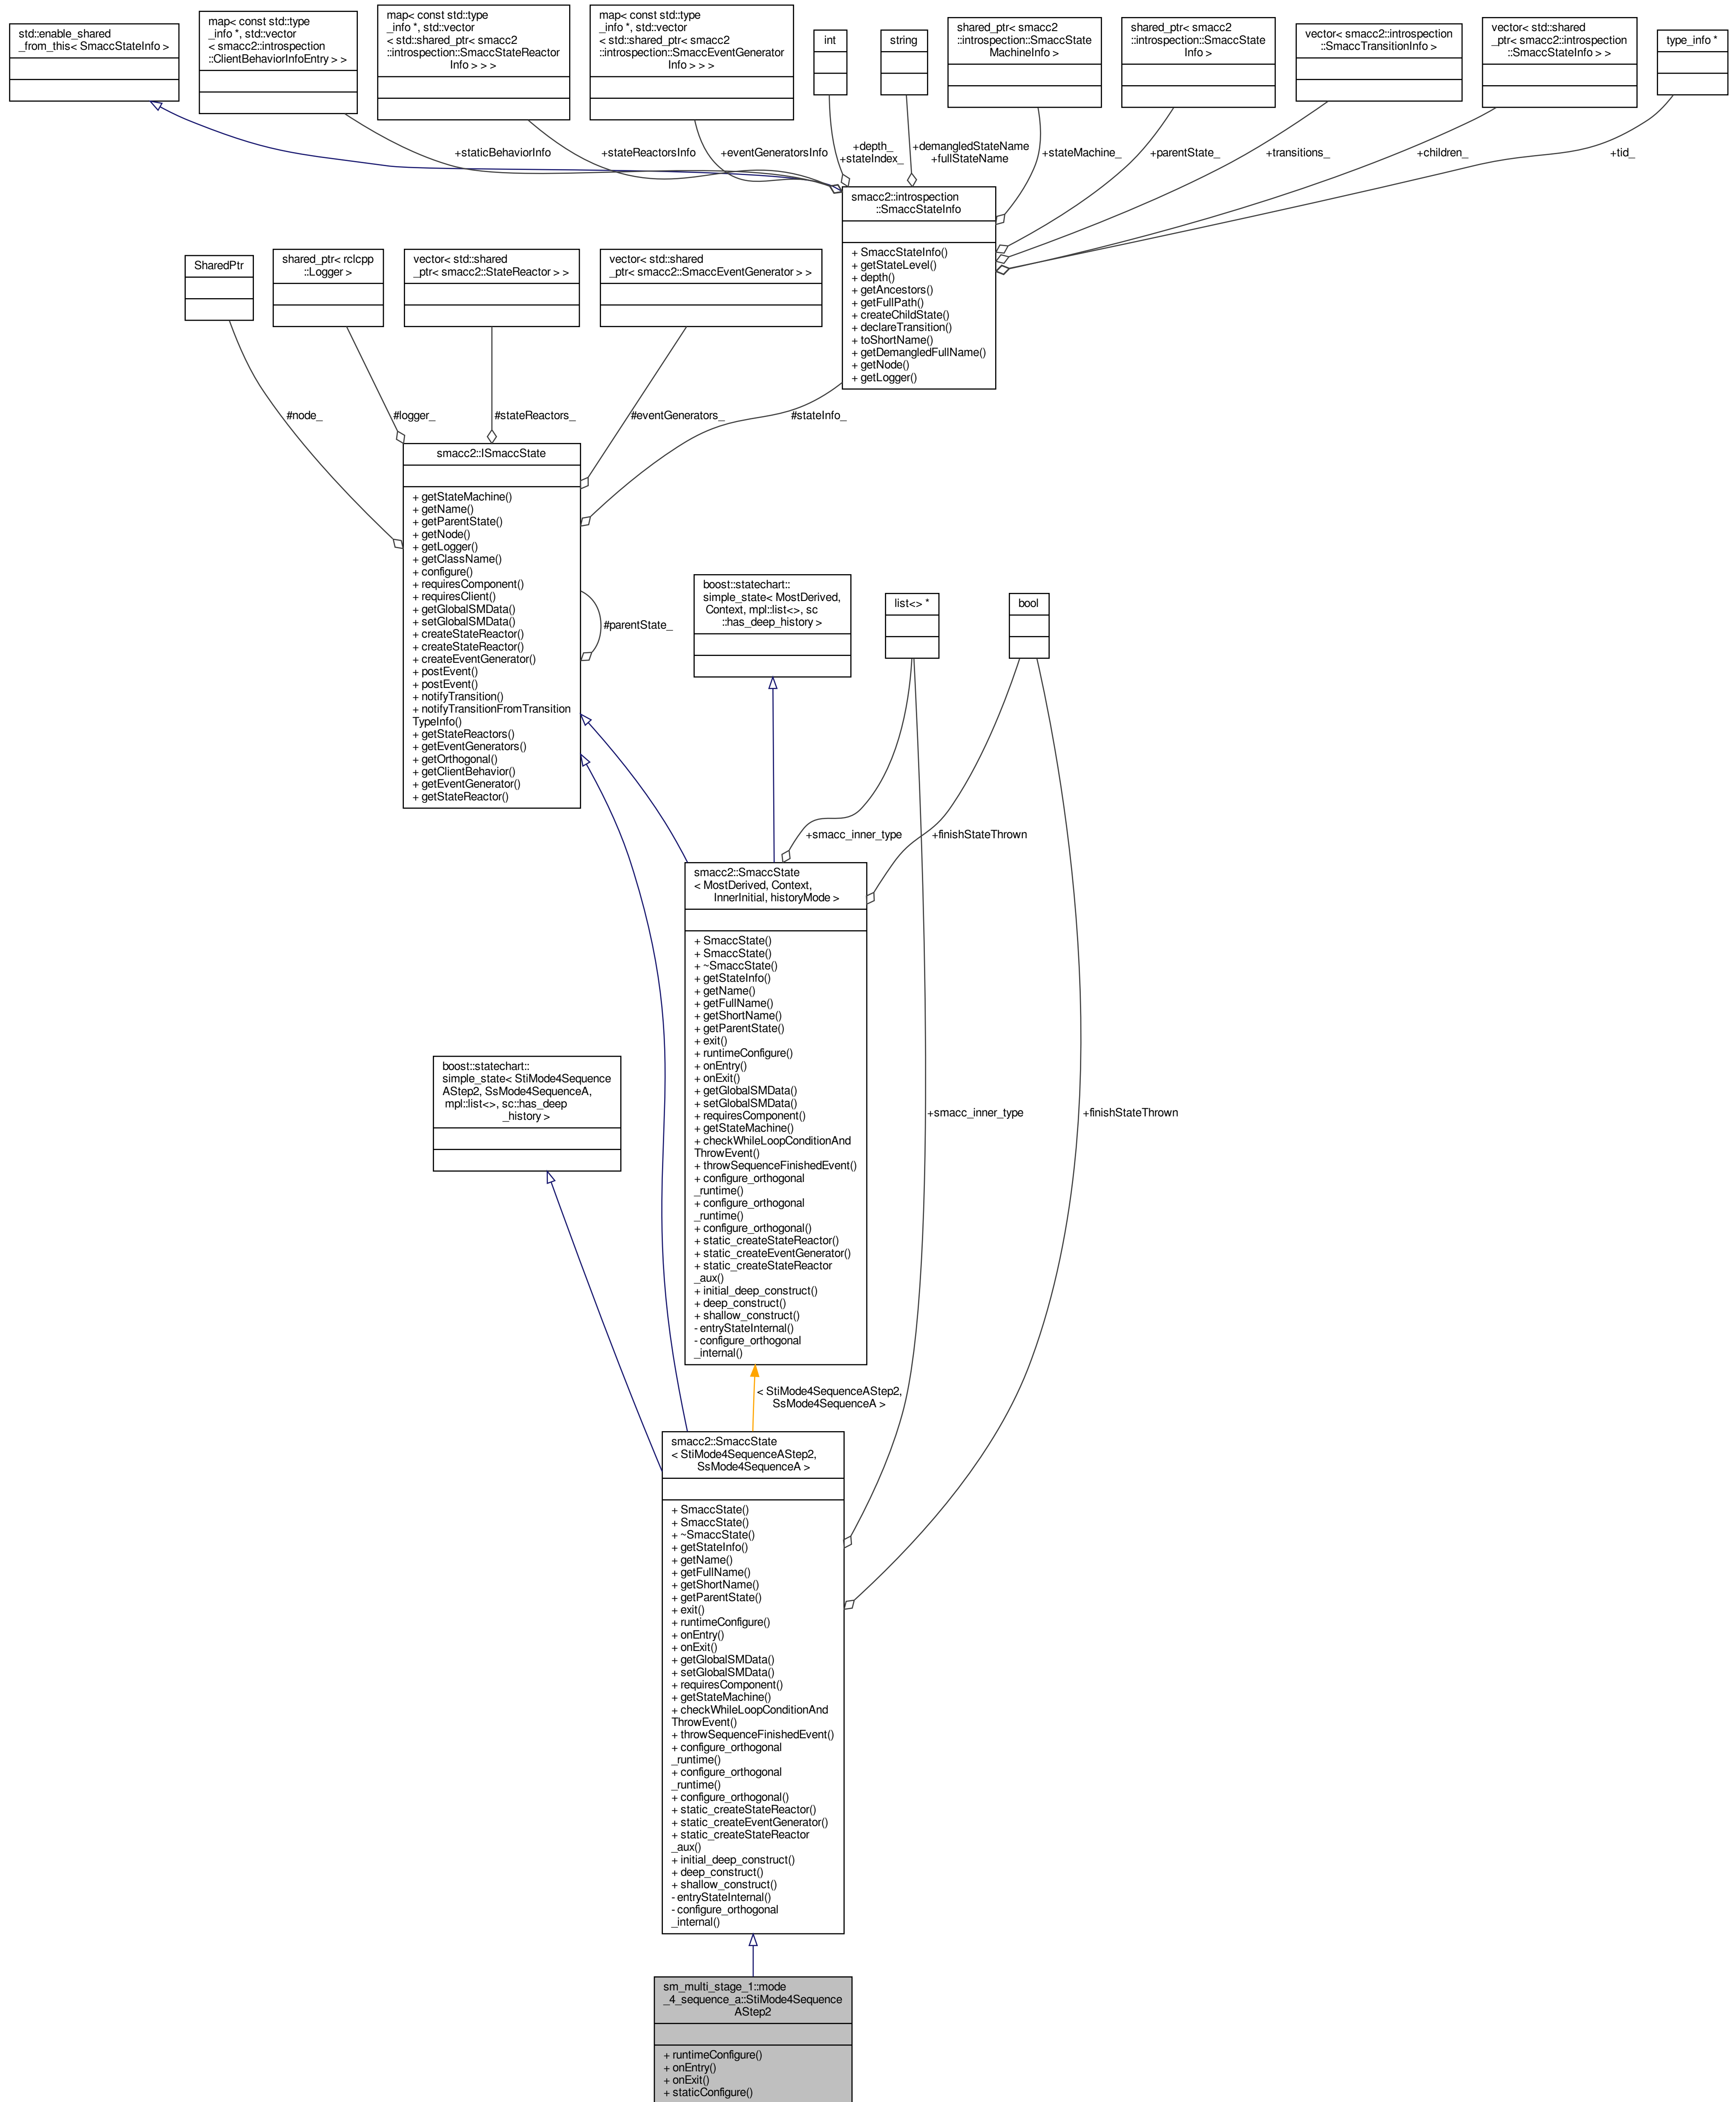 std::enable_shared
_from_this< SmaccStateInfo >
map< const std::type
_info *, std::vector
< smacc2::introspection
::ClientBehaviorInfoEntry > >
map< const std::type
_info *, std::vector
< std::shared_ptr< smacc2
::introspection::SmaccStateReactor
Info > > >
map< const std::type
_info *, std::vector
< std::shared_ptr< smacc2
::introspection::SmaccEventGenerator
Info > > >
int
string
shared_ptr< smacc2
::introspection::SmaccState
MachineInfo >
shared_ptr< smacc2
::introspection::SmaccState
Info >
vector< smacc2::introspection
::SmaccTransitionInfo >
vector< std::shared
_ptr< smacc2::introspection
::SmaccStateInfo > >
type_info *
+staticBehaviorInfo
+stateReactorsInfo
+eventGeneratorsInfo
+depth_
+stateIndex_
+demangledStateName
+fullStateName
+stateMachine_
+parentState_
+transitions_
+children_
+tid_
smacc2::introspection
::SmaccStateInfo
+ SmaccStateInfo()
+ getStateLevel()
+ depth()
+ getAncestors()
+ getFullPath()
+ createChildState()
+ declareTransition()
+ toShortName()
+ getDemangledFullName()
+ getNode()
+ getLogger()
SharedPtr
shared_ptr< rclcpp
::Logger >
vector< std::shared
_ptr< smacc2::StateReactor > >
vector< std::shared
_ptr< smacc2::SmaccEventGenerator > >
#node_
#logger_
#stateReactors_
#eventGenerators_
#stateInfo_
smacc2::ISmaccState
+ getStateMachine()
+ getName()
+ getParentState()
+ getNode()
+ getLogger()
+ getClassName()
+ configure()
+ requiresComponent()
+ requiresClient()
+ getGlobalSMData()
+ setGlobalSMData()
+ createStateReactor()
+ createStateReactor()
+ createEventGenerator()
+ postEvent()
+ postEvent()
+ notifyTransition()
+ notifyTransitionFromTransition
TypeInfo()
+ getStateReactors()
+ getEventGenerators()
+ getOrthogonal()
+ getClientBehavior()
+ getEventGenerator()
+ getStateReactor()
#parentState_
boost::statechart::
simple_state< MostDerived,
Context, mpl::list<>, sc
::has_deep_history >
list<> *
bool
+smacc_inner_type
+finishStateThrown
smacc2::SmaccState
< MostDerived, Context,
InnerInitial, historyMode >
+ SmaccState()
+ SmaccState()
+ ~SmaccState()
+ getStateInfo()
+ getName()
+ getFullName()
+ getShortName()
+ getParentState()
+ exit()
+ runtimeConfigure()
+ onEntry()
+ onExit()
+ getGlobalSMData()
+ setGlobalSMData()
+ requiresComponent()
+ getStateMachine()
+ checkWhileLoopConditionAnd
ThrowEvent()
+ throwSequenceFinishedEvent()
+ configure_orthogonal
_runtime()
+ configure_orthogonal
_runtime()
+ configure_orthogonal()
+ static_createStateReactor()
+ static_createEventGenerator()
+ static_createStateReactor
_aux()
+ initial_deep_construct()
+ deep_construct()
+ shallow_construct()
- entryStateInternal()
- configure_orthogonal
_internal()
boost::statechart::
simple_state< StiMode4Sequence
AStep2, SsMode4SequenceA,
mpl::list<>, sc::has_deep
_history >
+smacc_inner_type
+finishStateThrown
< StiMode4SequenceAStep2,
SsMode4SequenceA >
smacc2::SmaccState
< StiMode4SequenceAStep2,
SsMode4SequenceA >
+ SmaccState()
+ SmaccState()
+ ~SmaccState()
+ getStateInfo()
+ getName()
+ getFullName()
+ getShortName()
+ getParentState()
+ exit()
+ runtimeConfigure()
+ onEntry()
+ onExit()
+ getGlobalSMData()
+ setGlobalSMData()
+ requiresComponent()
+ getStateMachine()
+ checkWhileLoopConditionAnd
ThrowEvent()
+ throwSequenceFinishedEvent()
+ configure_orthogonal
_runtime()
+ configure_orthogonal
_runtime()
+ configure_orthogonal()
+ static_createStateReactor()
+ static_createEventGenerator()
+ static_createStateReactor
_aux()
+ initial_deep_construct()
+ deep_construct()
+ shallow_construct()
- entryStateInternal()
- configure_orthogonal
_internal()
sm_multi_stage_1::mode
_4_sequence_a::StiMode4Sequence
AStep2
+ runtimeConfigure()
+ onEntry()
+ onExit()
+ staticConfigure()